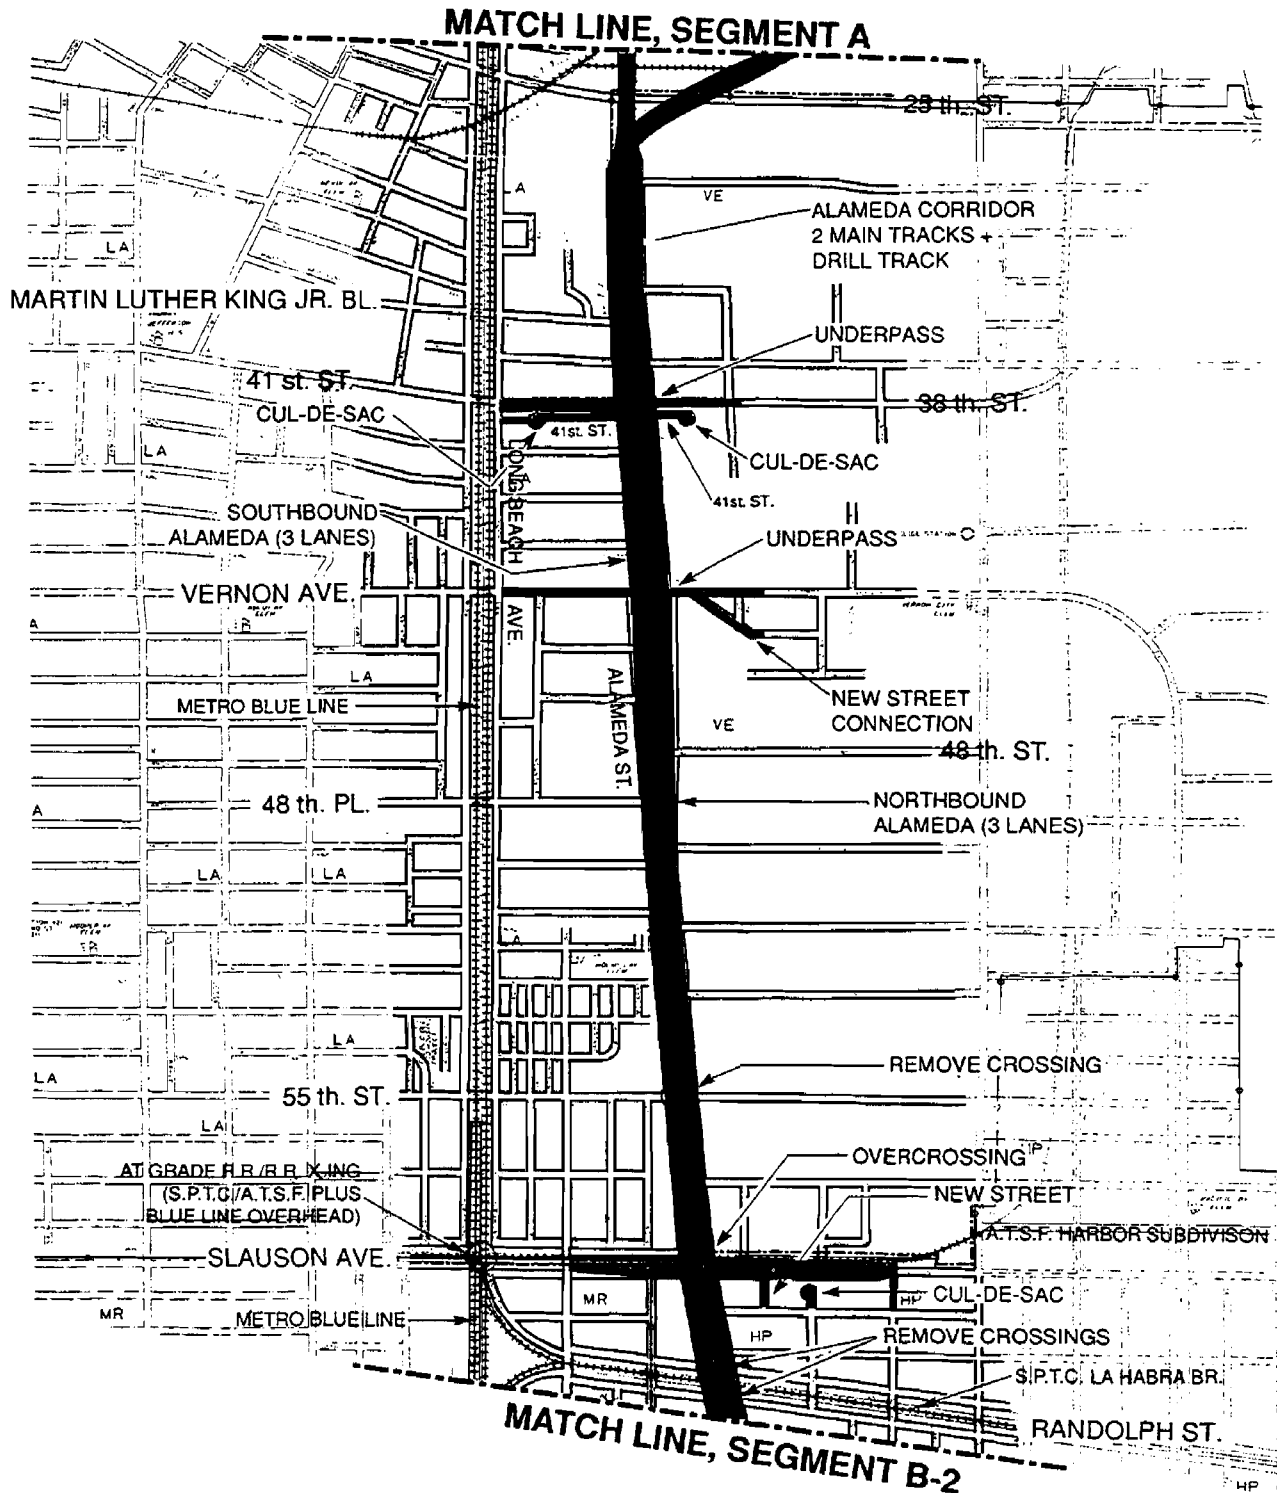 MATCH LINE, SEGMENT A
25 th. ST.
A
VE
ALAMEDA CORRIDOR
2 MAIN TRACKS +
DRILL TRACK
LA
MARTIN LUTHER KING JR. BL.
UNDERPASS
41 st. ST.
38 th. ST.
CUL-DE-SAC
41st. ST.
LA
CUL-DE-SAC
41st. ST.
LONG BEACH
AVE.
SOUTHBOUND
ALAMEDA (3 LANES)
UNDERPASS
VERNON AVE.
VERNON CITY
ELEM
A
LA
NEW STREET
CONNECTION
METRO BLUE LINE
ALAMEDA ST.
VE
48 th. ST.
48 th. PL.
NORTHBOUND
ALAMEDA (3 LANES)
A
LA
LA
LA
LA
REMOVE CROSSING
LA
55 th. ST.
LA
OVERCROSSING
P
AT GRADE R.R./R.R. X-ING
(S.P.T.C./A.T.S.F. PLUS
BLUE LINE OVERHEAD)
NEW STREET
A.T.S.F. HARBOR SUBDIVISON
SLAUSON AVE.
CUL-DE-SAC
HP
MR
MR
METRO BLUE LINE
HP
REMOVE CROSSINGS
S.P.T.C. LA HABRA BR.
RANDOLPH ST.
MATCH LINE, SEGMENT B-2
HP